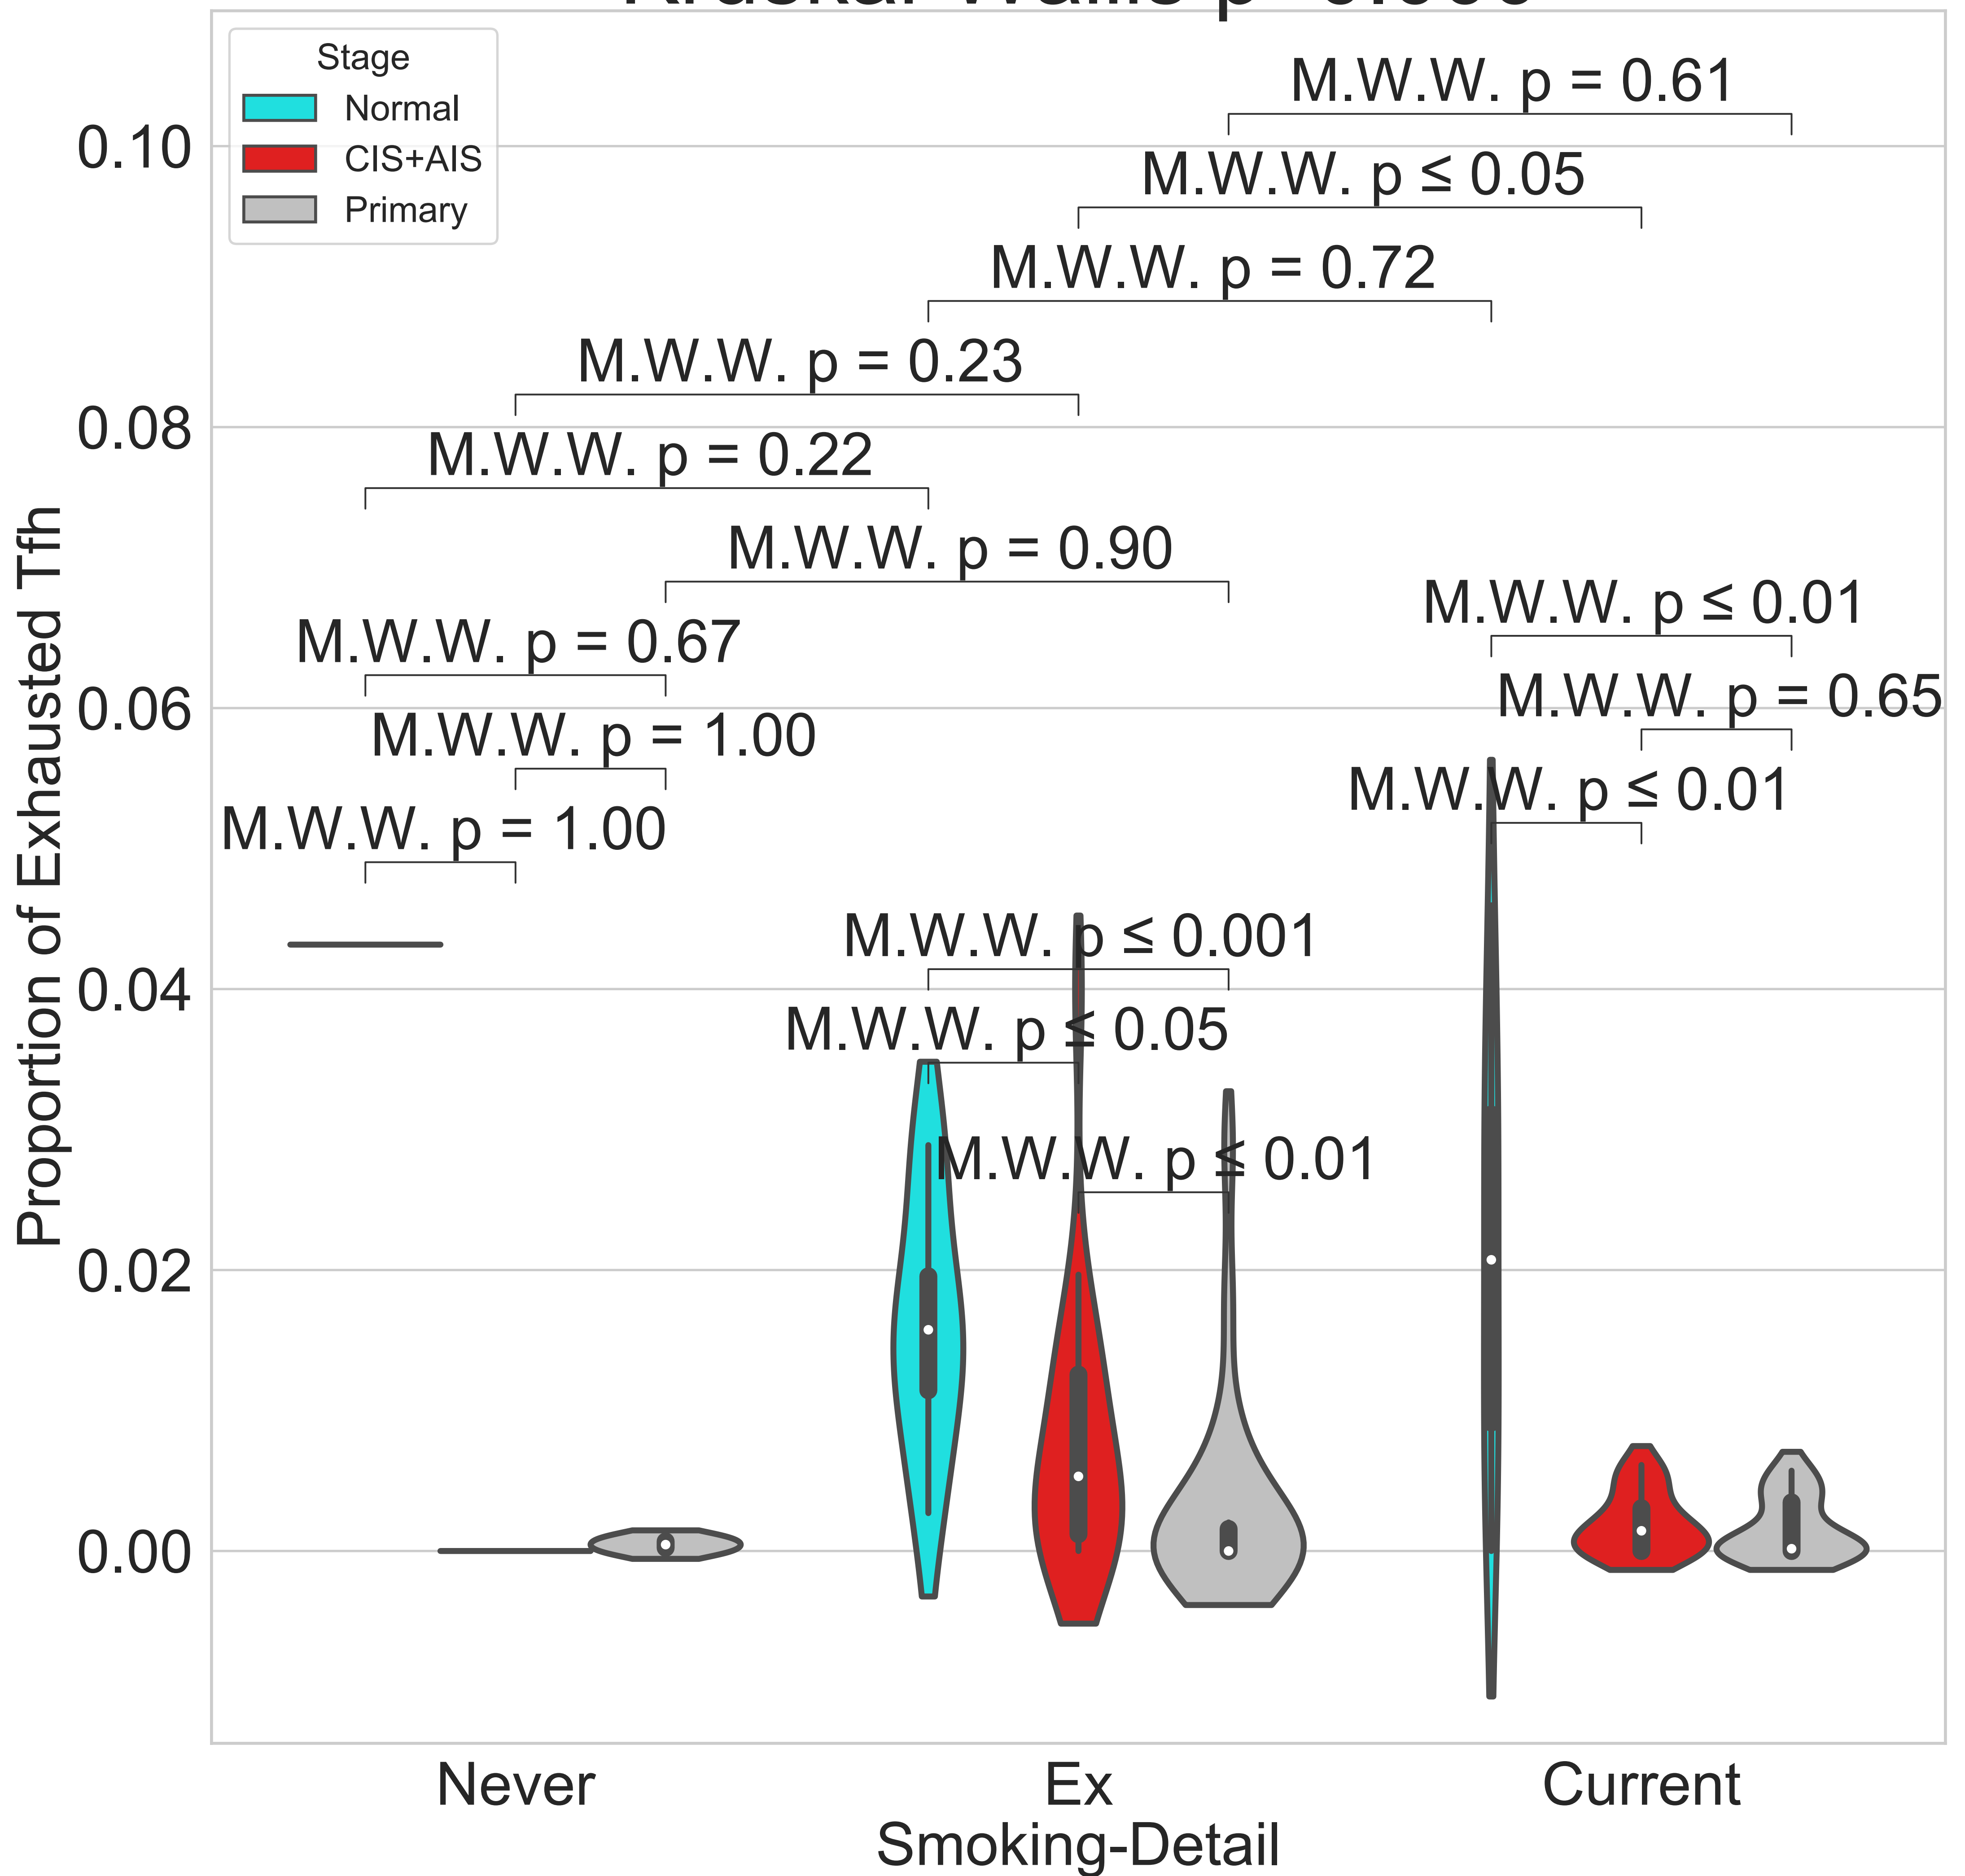 Stage
Normal
CIS+AIS
Primary
M.W.W. p = 0.61
M.W.W. p ≤ 0.05
M.W.W. p = 0.72
M.W.W. p = 0.23
M.W.W. p = 0.22
M.W.W. p = 0.90
M.W.W. p = 0.67
M.W.W. p = 1.00
M.W.W. p = 1.00
M.W.W. p ≤ 0.01
M.W.W. p = 0.65
M.W.W. p ≤ 0.01
M.W.W. p ≤ 0.001
M.W.W. p ≤ 0.05
M.W.W. p ≤ 0.01
0.10
0.08
0.06
0.04
0.02
0.00
Proportion of Exhausted Tfh
Never
Ex
Current
Smoking-Detail